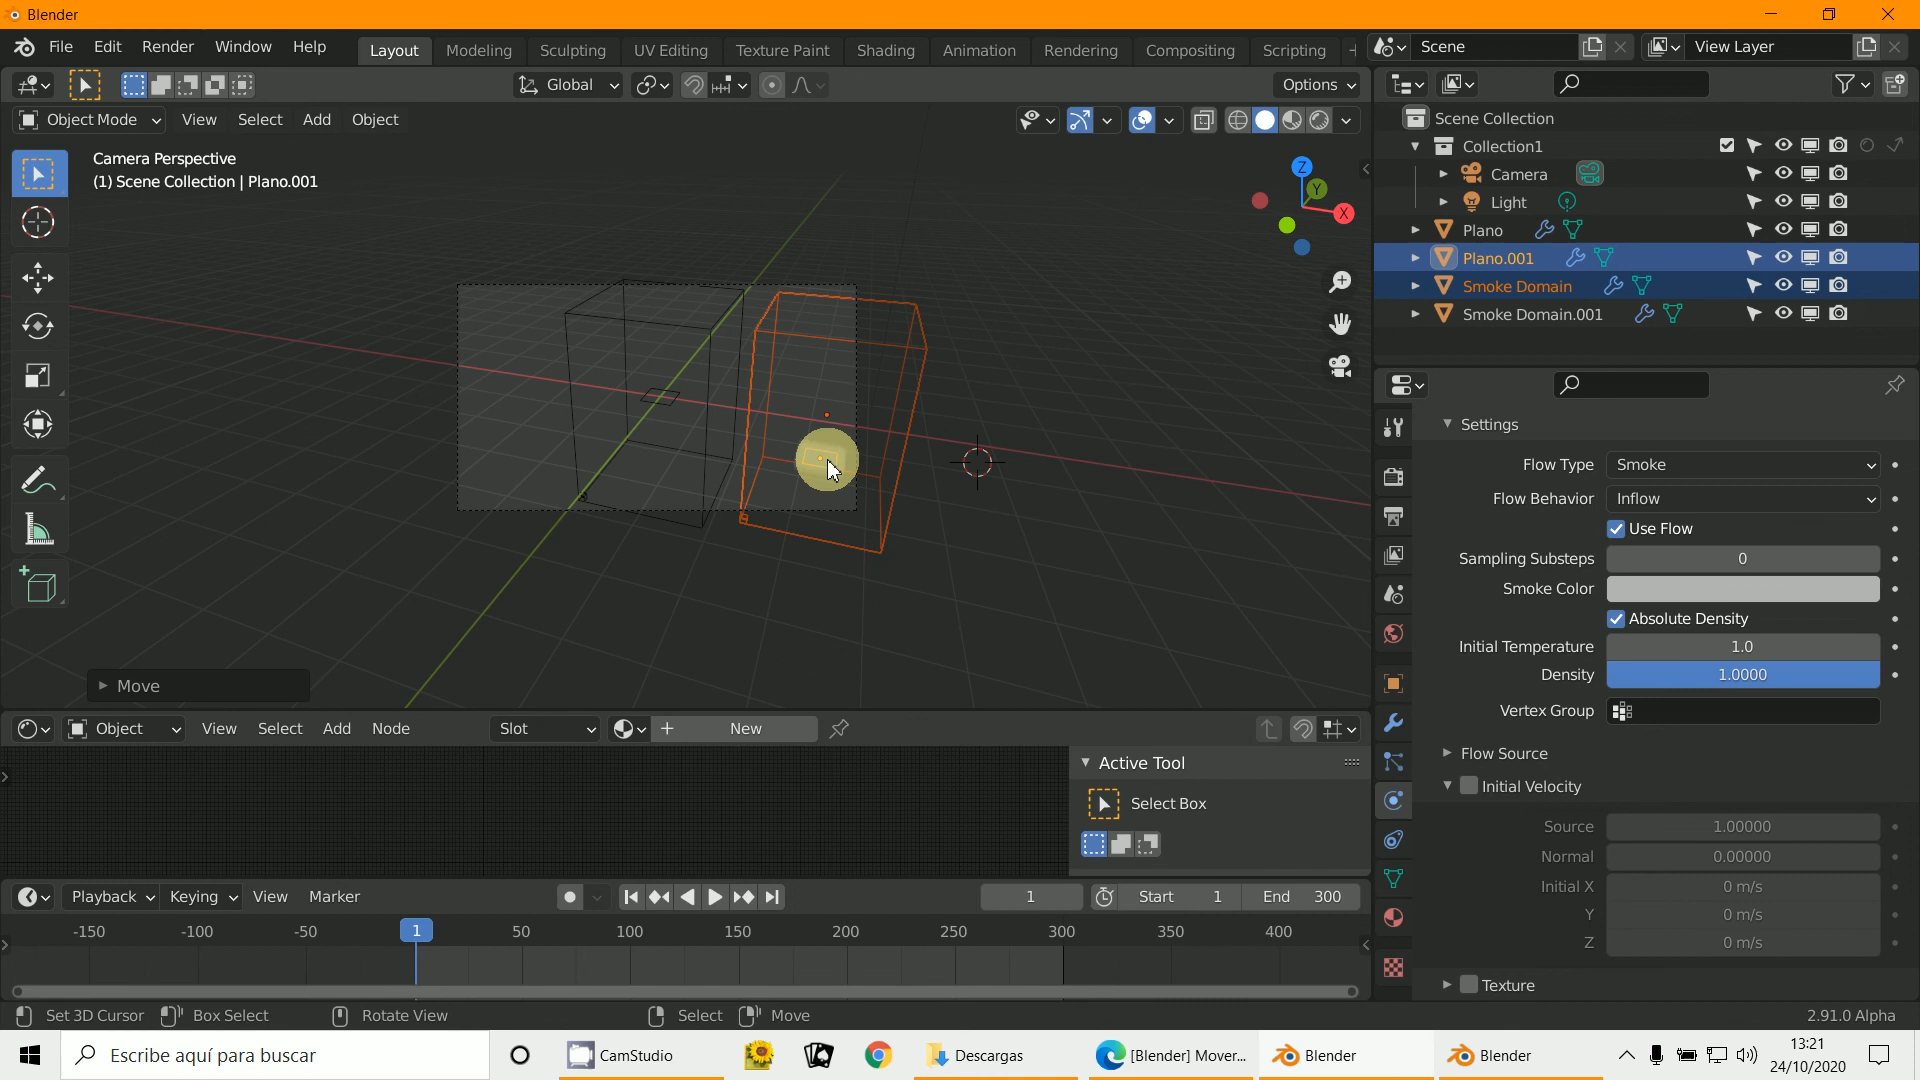 Blender
File Edit Render Window Help Layout Modeling Sculpting UV Editing Texture Paint Shading Animation Rendering Compositing Scripting Scene View Layer
Global Options
Object Mode View Select Add Object
Camera Perspective
(1) Scene Collection | Plano.001
Z
Y
X
Move
Scene Collection
Collection1
Camera
Light
Plano
Plano.001
Smoke Domain
Smoke Domain.001
Settings
Flow Type Smoke
Flow Behavior Inflow
Use Flow
Sampling Substeps 0
Smoke Color
Absolute Density
Initial Temperature 1.0
Density 1.0000
Vertex Group
Flow Source
Initial Velocity
Source 1.00000
Normal 0.00000
Initial X 0 m/s
Y 0 m/s
Z 0 m/s
Texture
Object View Select Add Node Slot New
Active Tool
Select Box
Playback Keying View Marker 1 Start 1 End 300
-150 -100 -50 1 50 100 150 200 250 300 350 400
Set 3D Cursor Box Select Rotate View Select Move 2.91.0 Alpha
Escribe aquí para buscar CamStudio Descargas [Blender] Mover... Blender Blender 13:21
24/10/2020